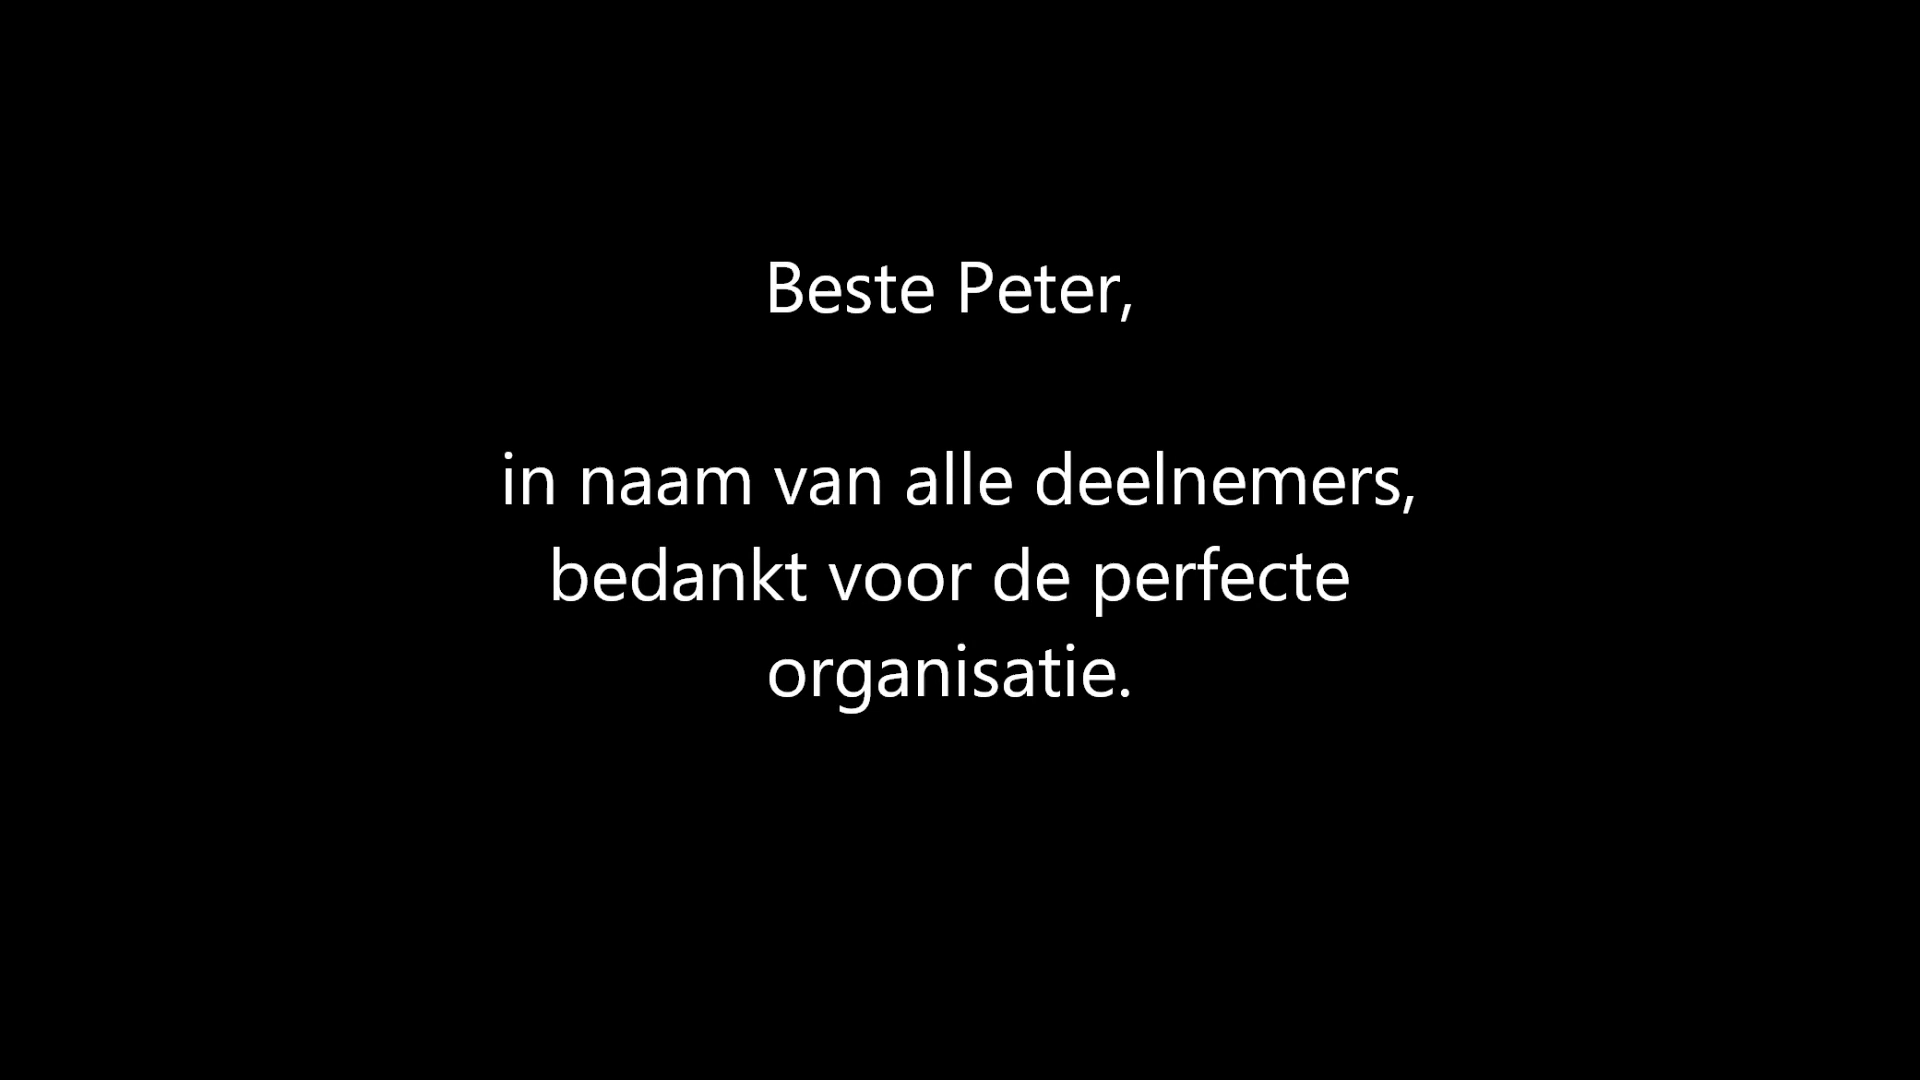 Beste Peter,
in naam van alle deelnemers,
bedankt voor de perfecte
organisatie.